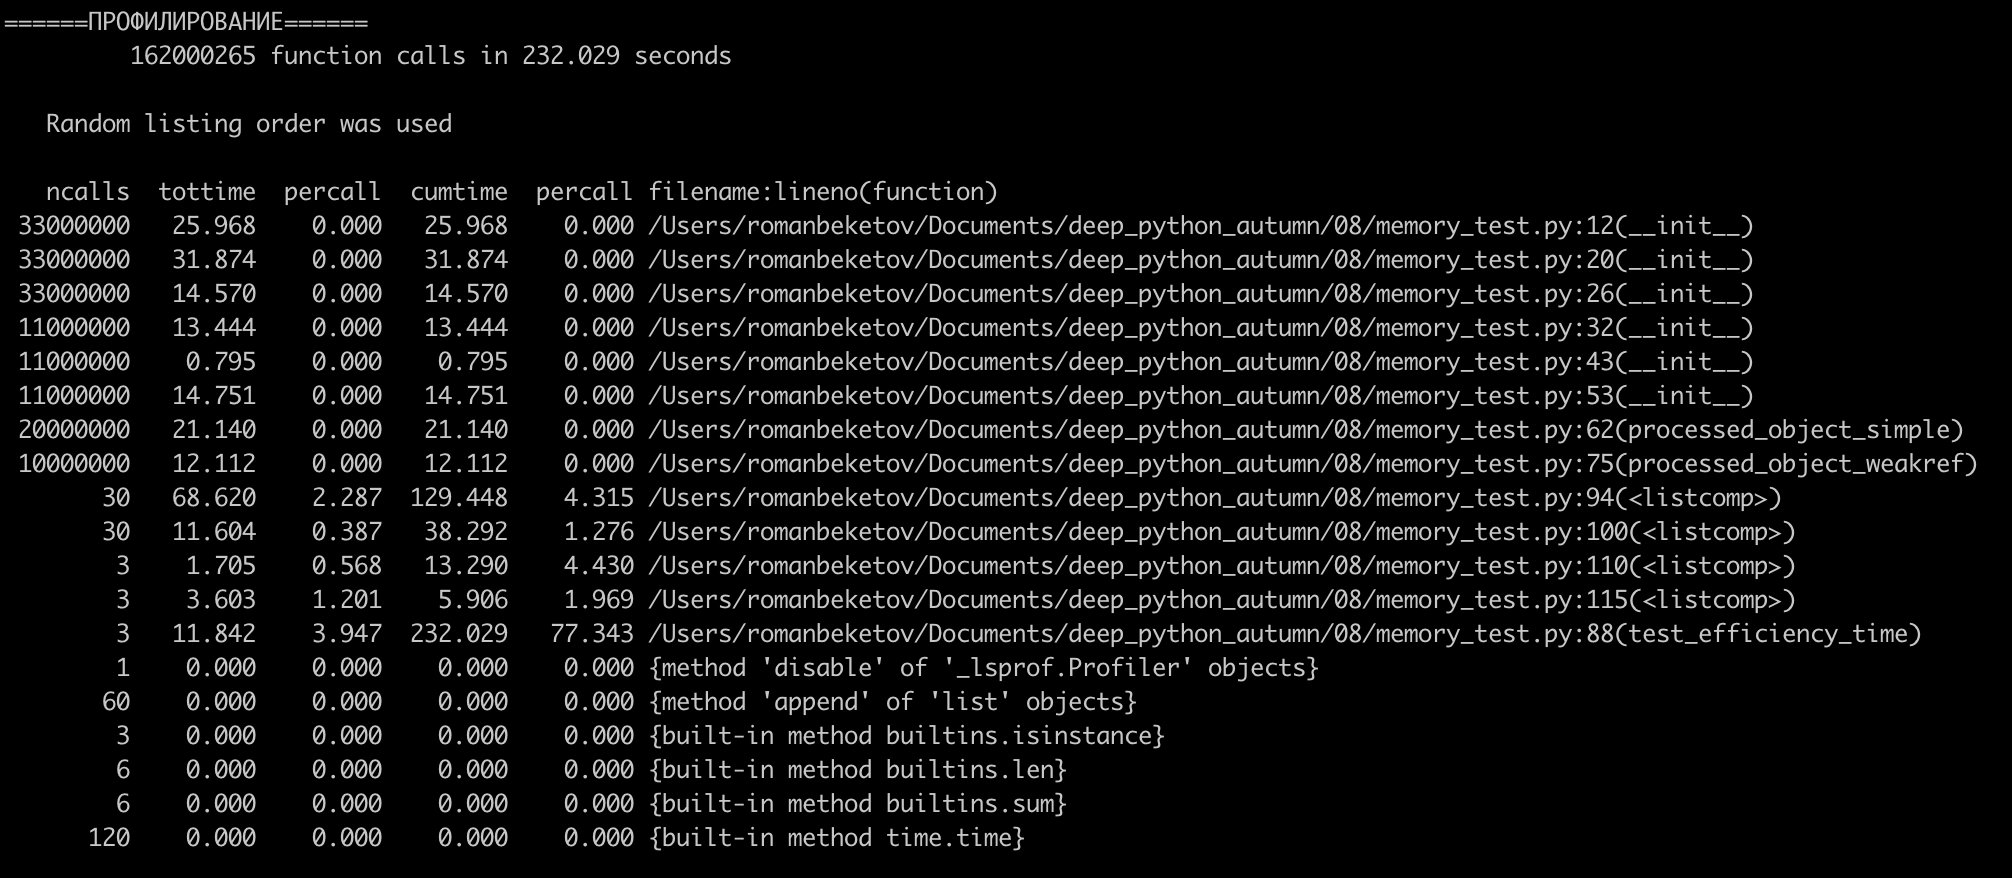 ======ПРОФИЛИРОВАНИЕ======
         162000265 function calls in 232.029 seconds

   Random listing order was used

   ncalls  tottime  percall  cumtime  percall filename:lineno(function)
 33000000   25.968    0.000   25.968    0.000 /Users/romanbeketov/Documents/deep_python_autumn/08/memory_test.py:12(__init__)
 33000000   31.874    0.000   31.874    0.000 /Users/romanbeketov/Documents/deep_python_autumn/08/memory_test.py:20(__init__)
 33000000   14.570    0.000   14.570    0.000 /Users/romanbeketov/Documents/deep_python_autumn/08/memory_test.py:26(__init__)
 11000000   13.444    0.000   13.444    0.000 /Users/romanbeketov/Documents/deep_python_autumn/08/memory_test.py:32(__init__)
 11000000    0.795    0.000    0.795    0.000 /Users/romanbeketov/Documents/deep_python_autumn/08/memory_test.py:43(__init__)
 11000000   14.751    0.000   14.751    0.000 /Users/romanbeketov/Documents/deep_python_autumn/08/memory_test.py:53(__init__)
 20000000   21.140    0.000   21.140    0.000 /Users/romanbeketov/Documents/deep_python_autumn/08/memory_test.py:62(processed_object_simple)
 10000000   12.112    0.000   12.112    0.000 /Users/romanbeketov/Documents/deep_python_autumn/08/memory_test.py:75(processed_object_weakref)
       30   68.620    2.287  129.448    4.315 /Users/romanbeketov/Documents/deep_python_autumn/08/memory_test.py:94(<listcomp>)
       30   11.604    0.387   38.292    1.276 /Users/romanbeketov/Documents/deep_python_autumn/08/memory_test.py:100(<listcomp>)
        3    1.705    0.568   13.290    4.430 /Users/romanbeketov/Documents/deep_python_autumn/08/memory_test.py:110(<listcomp>)
        3    3.603    1.201    5.906    1.969 /Users/romanbeketov/Documents/deep_python_autumn/08/memory_test.py:115(<listcomp>)
        3   11.842    3.947  232.029   77.343 /Users/romanbeketov/Documents/deep_python_autumn/08/memory_test.py:88(test_efficiency_time)
        1    0.000    0.000    0.000    0.000 {method 'disable' of '_lsprof.Profiler' objects}
       60    0.000    0.000    0.000    0.000 {method 'append' of 'list' objects}
        3    0.000    0.000    0.000    0.000 {built-in method builtins.isinstance}
        6    0.000    0.000    0.000    0.000 {built-in method builtins.len}
        6    0.000    0.000    0.000    0.000 {built-in method builtins.sum}
      120    0.000    0.000    0.000    0.000 {built-in method time.time}